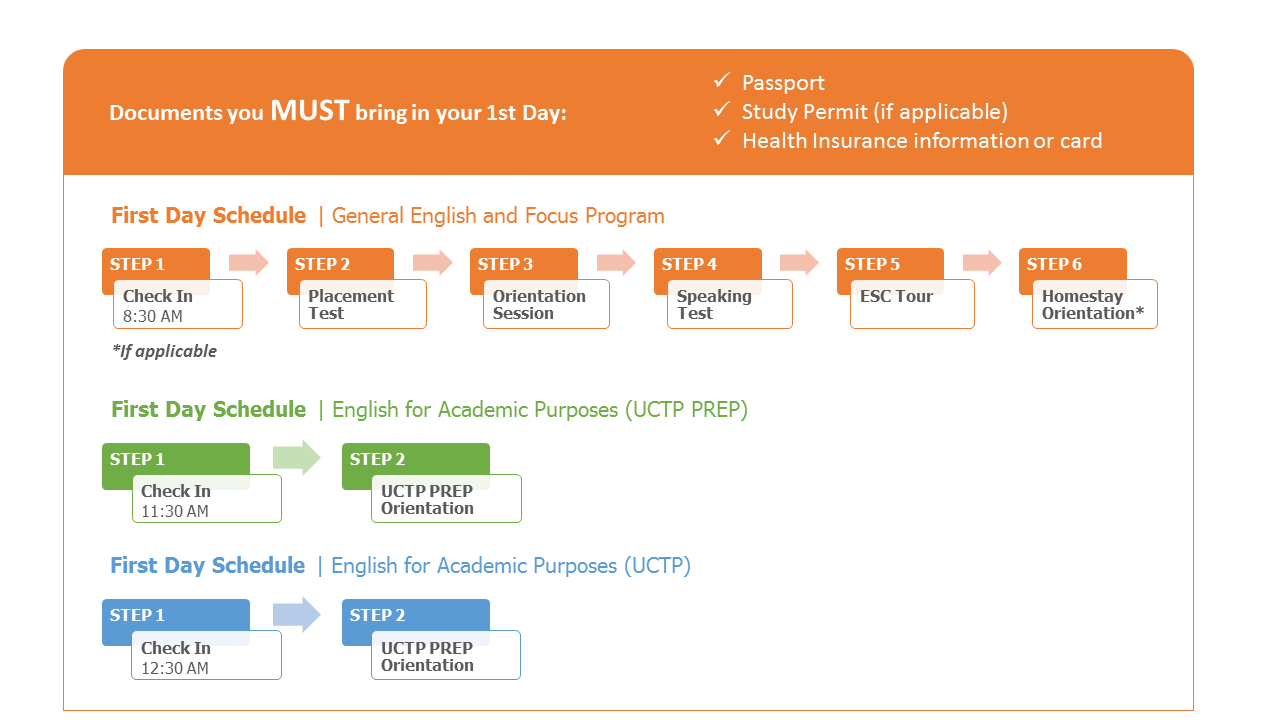 Documents you MUST bring in your 1st Day:
✓ Passport
✓ Study Permit (if applicable)
✓ Health Insurance information or card
First Day Schedule | General English and Focus Program
STEP 1
Check In
8:30 AM
STEP 2
Placement
Test
STEP 3
Orientation
Session
STEP 4
Speaking
Test
STEP 5
ESC Tour
STEP 6
Homestay
Orientation*
*If applicable
First Day Schedule | English for Academic Purposes (UCTP PREP)
STEP 1
Check In
11:30 AM
STEP 2
UCTP PREP
Orientation
First Day Schedule | English for Academic Purposes (UCTP)
STEP 1
Check In
12:30 AM
STEP 2
UCTP PREP
Orientation